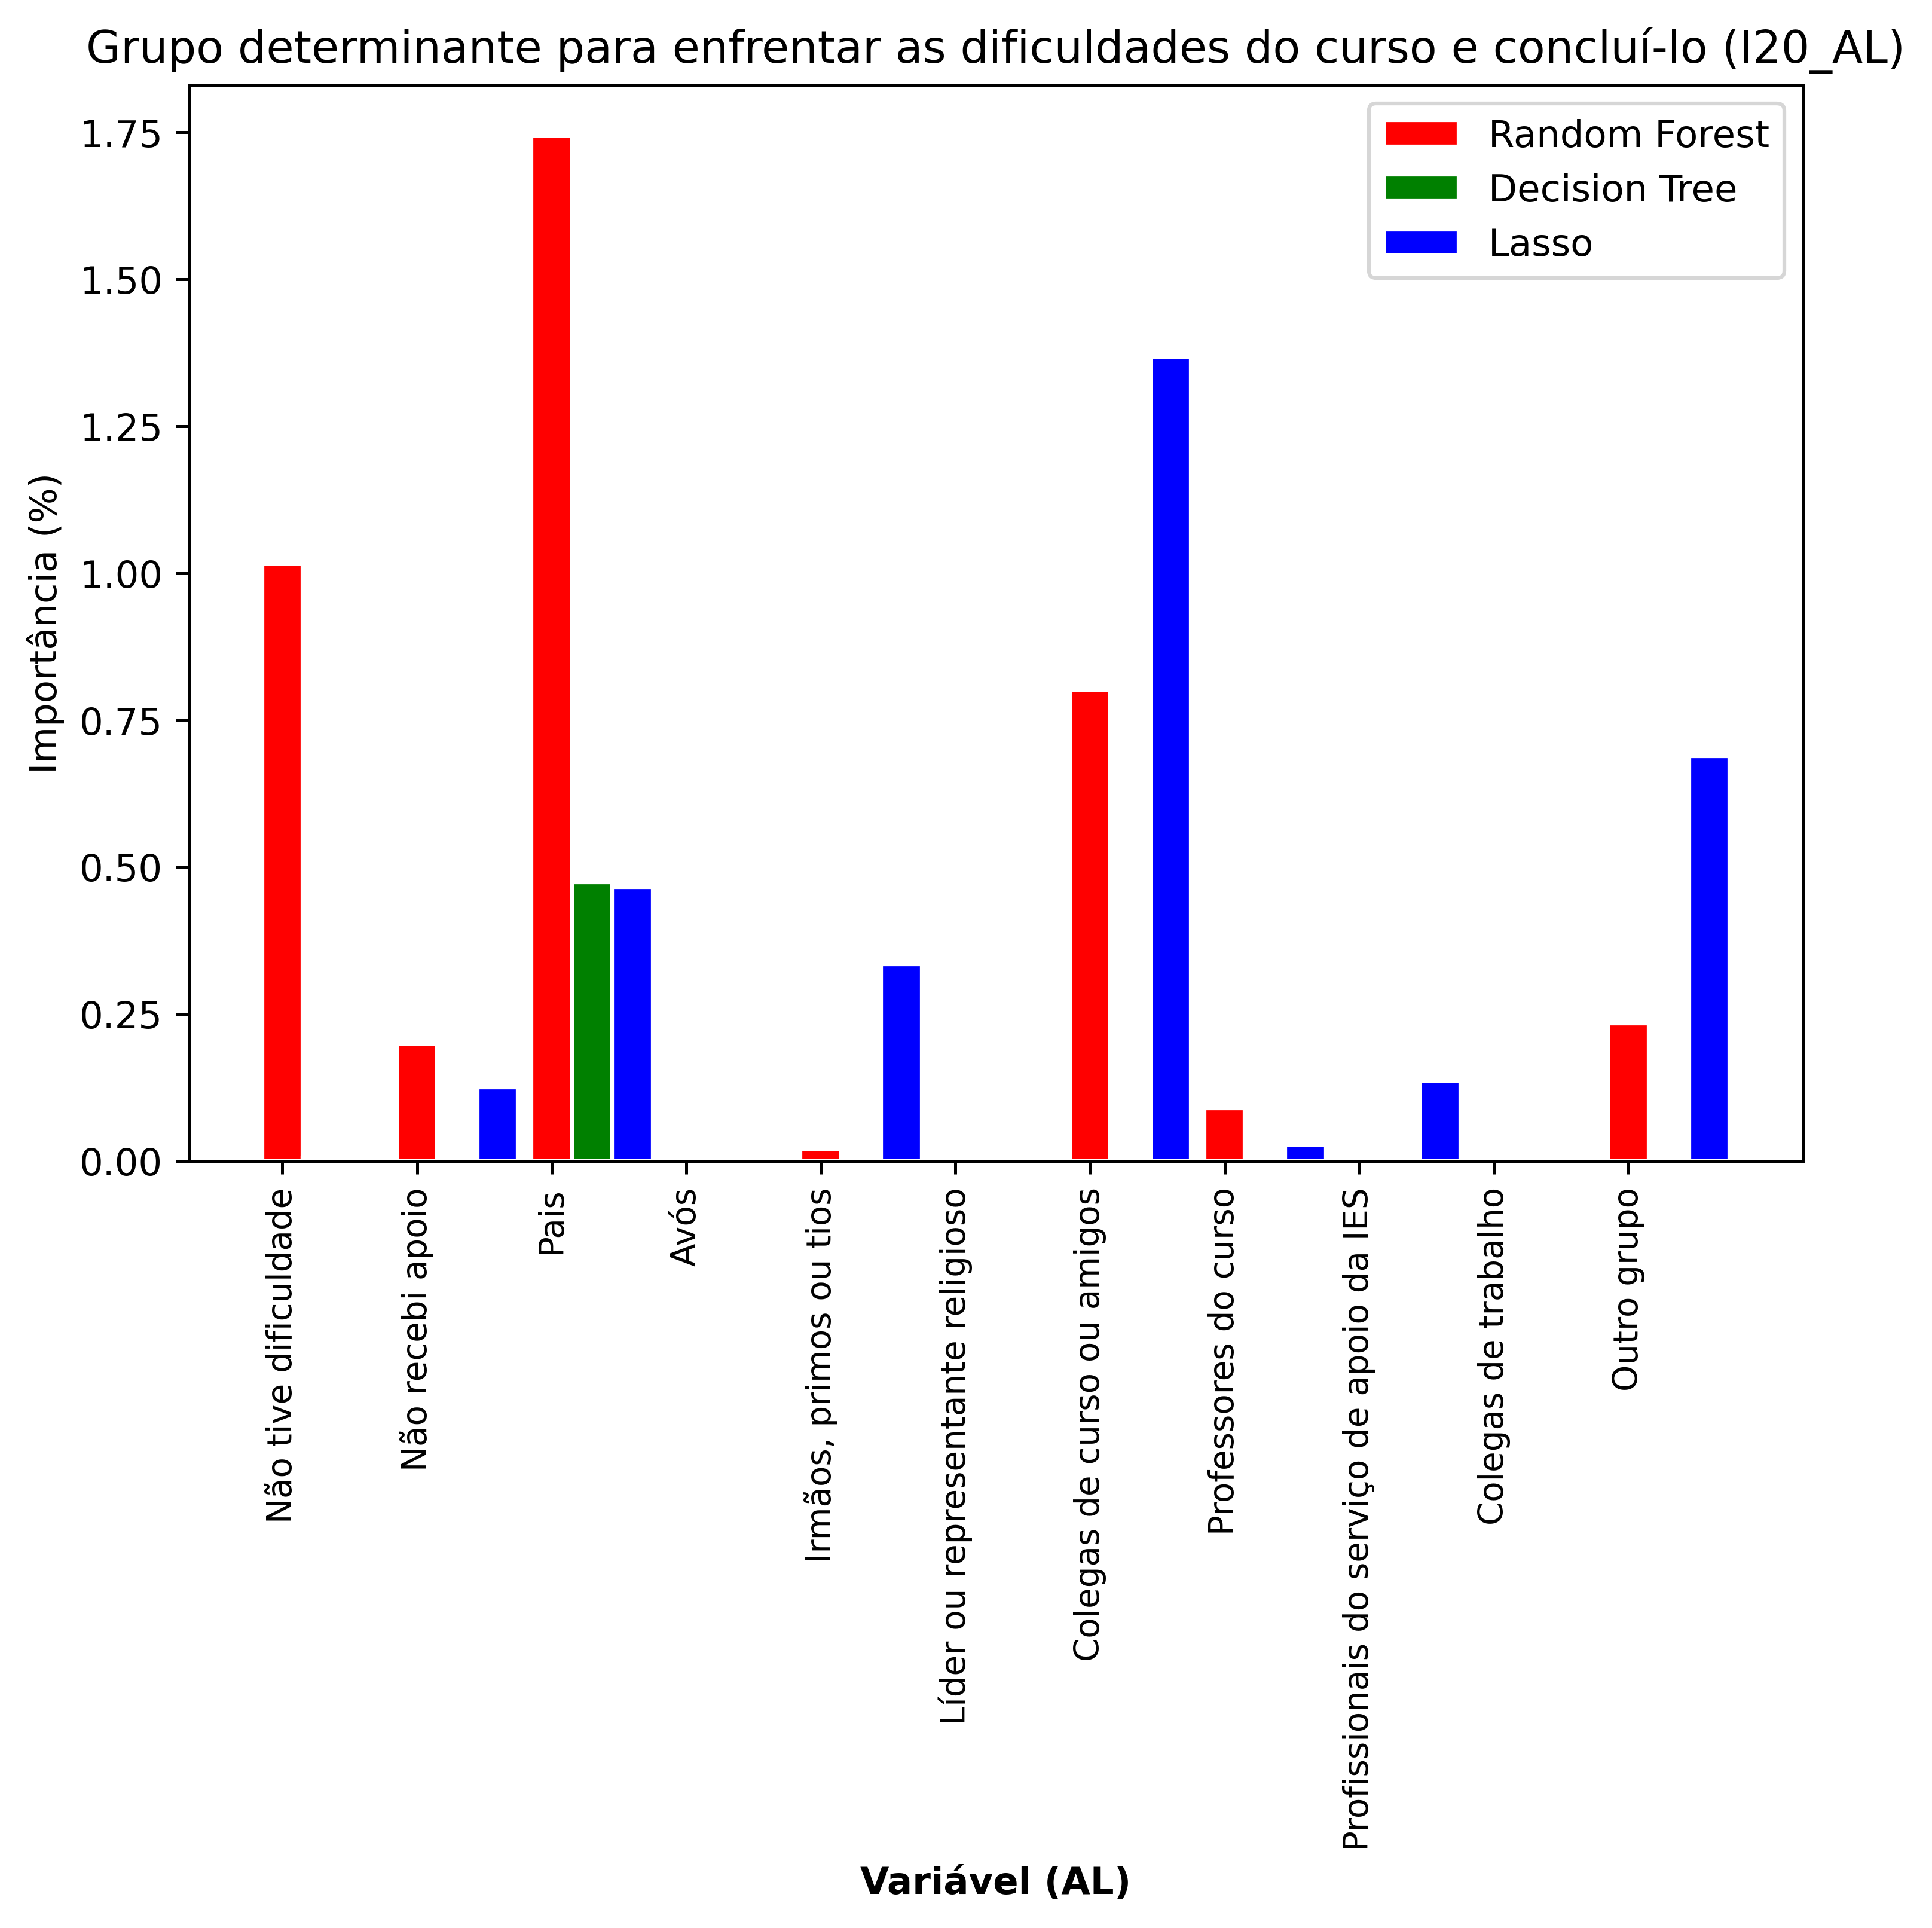 Grupo determinante para enfrentar as dificuldades do curso e concluí-lo (I20_AL)
Random Forest
Decision Tree
Lasso
Importância (%)
1.75
1.50
1.25
1.00
0.75
0.50
0.25
0.00
Não tive dificuldade
Não recebi apoio
Pais
Avós
Irmãos, primos ou tios
Líder ou representante religioso
Colegas de curso ou amigos
Professores do curso
Profissionais do serviço de apoio da IES
Colegas de trabalho
Outro grupo
Variável (AL)